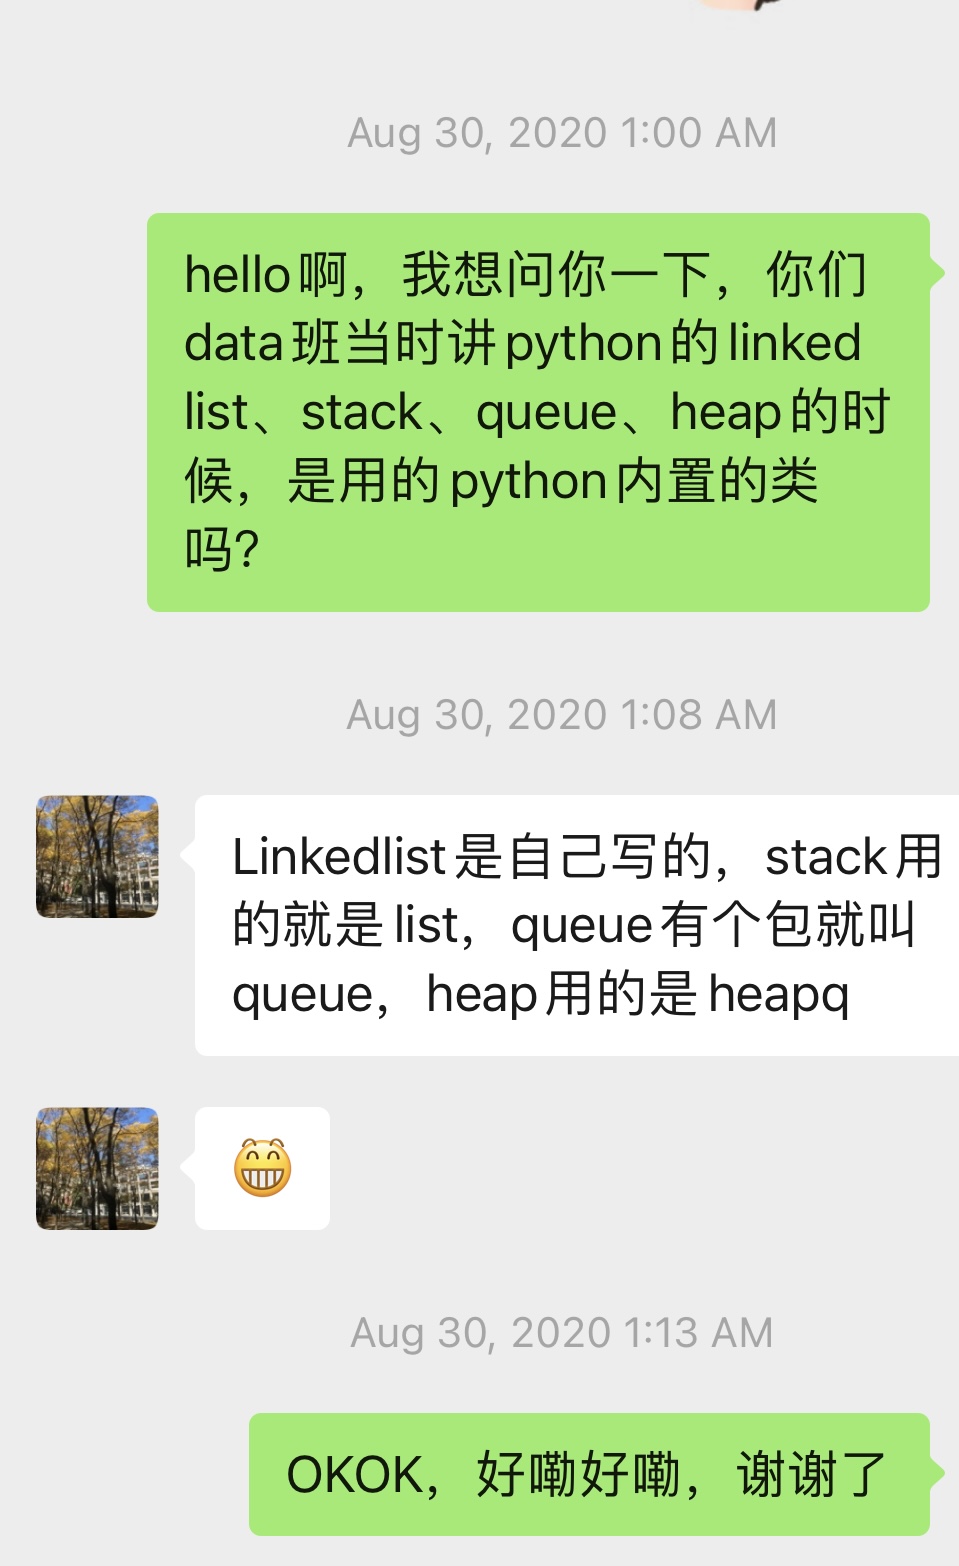 Aug 30, 2020 1:00 AM
hello啊，我想问你一下，你们
data班当时讲python的linked
list、stack、queue、heap的时
候，是用的python内置的类
吗?
Aug 30, 2020 1:08 AM
Linkedlist是自己写的，stack用
的就是list，queue有个包就叫
queue，heap用的是heapq
Aug 30, 2020 1:13 AM
OKOK，好嘞好嘞，谢谢了